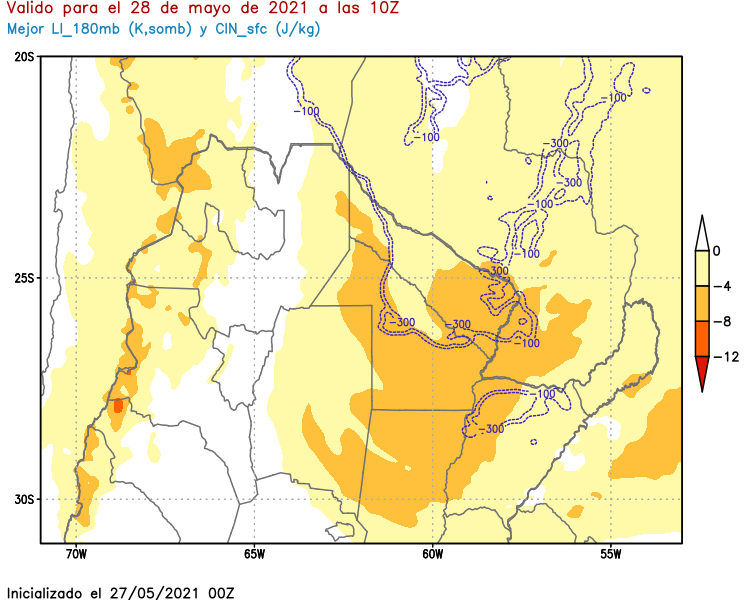 Valido para el 28 de mayo de 2021 a las 10Z
Mejor LI_180mb (K,somb) y CIN_sfc (J/kg)
20S
-100
-100
-100
-300
-300
-100
-100
25S
-300
-300
-300
-100
-100
-300
30S
70W
65W
60W
55W
0
-4
-8
-12
Inicializado el 27/05/2021 00Z